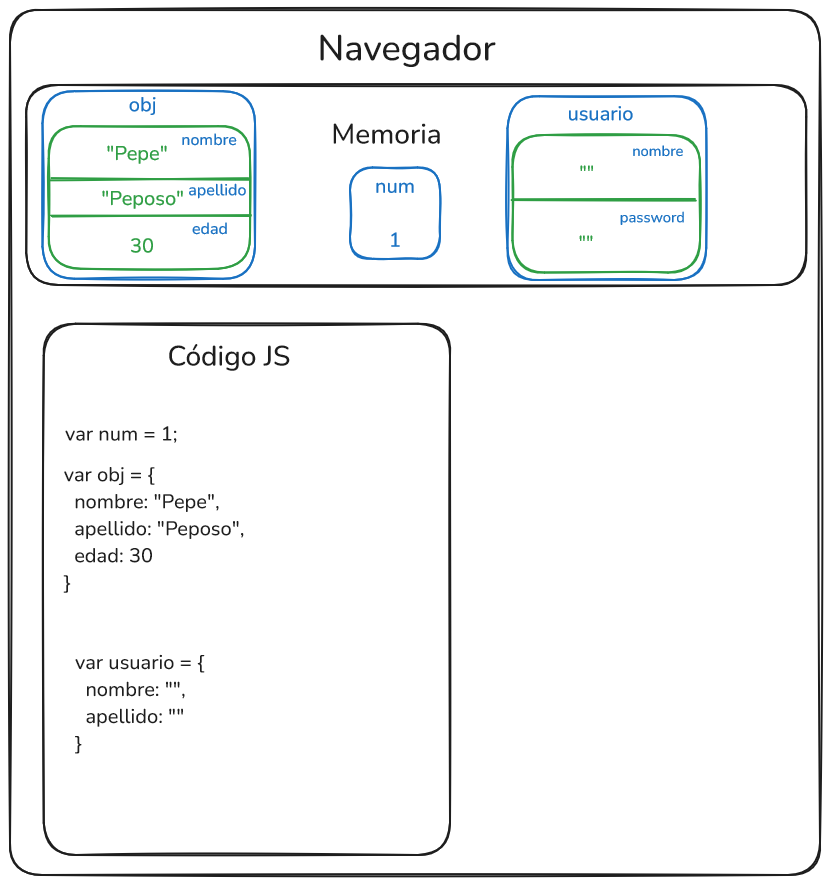 Navegador
obj
"Pepe" nombre
"Peposo" apellido
edad
30
Memoria
num
1
usuario
nombre
""
password
""
Código JS
var num = 1;
var obj = {
nombre: "Pepe",
apellido: "Peposo",
edad: 30
}
var usuario = {
nombre: "",
apellido: ""
}